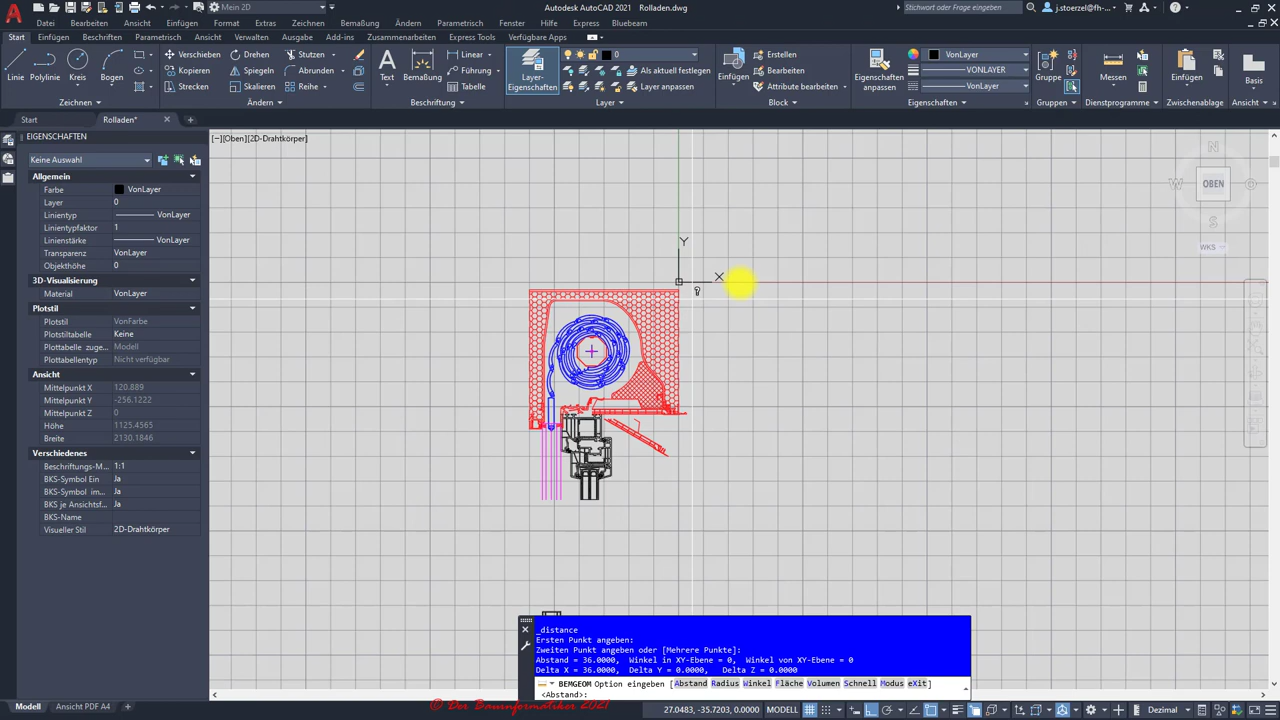 Mein 2D
Autodesk AutoCAD 2021 Rolladen.dwg
Stichwort oder Frage eingeben
j.stoerzel@fh-...
Datei Bearbeiten Ansicht Einfügen Format Extras Zeichnen Bemaßung Ändern Parametrisch Fenster Hilfe Express Bluebeam
Start Einfügen Beschriften Parametrisch Ansicht Verwalten Ausgabe Add-ins Zusammenarbeiten Express Tools Verfügbare Apps
Linie Polylinie Kreis Bogen
Verschieben Drehen Stutzen
Kopieren Spiegeln Abrunden
Strecken Skalieren Reihe
Text Bemaßung
Linear
Führung
Tabelle
Layer-Eigenschaften
0
Als aktuell festlegen
Layer anpassen
Einfügen
Erstellen
Bearbeiten
Attribute bearbeiten
Eigenschaften anpassen
VonLayer
VONLAYER
VonLayer
Gruppe
Messen
Einfügen
Basis
Zeichnen Ändern Beschriftung Layer Block Eigenschaften Gruppen Dienstprogramme Zwischenablage Ansicht
Start Rolladen*
EIGENSCHAFTEN
Keine Auswahl
Allgemein
Farbe VonLayer
Layer 0
Linientyp VonLayer
Linientypfaktor 1
Linienstärke VonLayer
Transparenz VonLayer
Objekthöhe 0
3D-Visualisierung
Material VonLayer
Plotstil
Plotstil VonFarbe
Plotstiltabelle Keine
Plottabelle zuge... Modell
Plottabellentyp Nicht verfügbar
Ansicht
Mittelpunkt X 120.889
Mittelpunkt Y -256.1222
Mittelpunkt Z 0
Höhe 1125.4565
Breite 2130.1846
Verschiedenes
Beschriftungs-M... 1:1
BKS-Symbol Ein Ja
BKS-Symbol im... Ja
BKS je Ansichtsf... Ja
BKS-Name
Visueller Stil 2D-Drahtkörper
[−][Oben][2D-Drahtkörper]
N
W OBEN O
S
WKS
Y
X
_distance
Ersten Punkt angeben:
Zweiten Punkt angeben oder [Mehrere Punkte]:
Abstand = 36.0000, Winkel in XY-Ebene = 0, Winkel von XY-Ebene = 0
Delta X = 36.0000, Delta Y = 0.0000, Delta Z = 0.0000
BEMGEOM Option eingeben [Abstand Radius Winkel Fläche Volumen Schnell Modus eXit]
<Abstand>:
Modell Ansicht PDF A4
© Der Bauinformatiker 2021
27.0483, -35.7203, 0.0000 MODELL
1:1
Dezimal